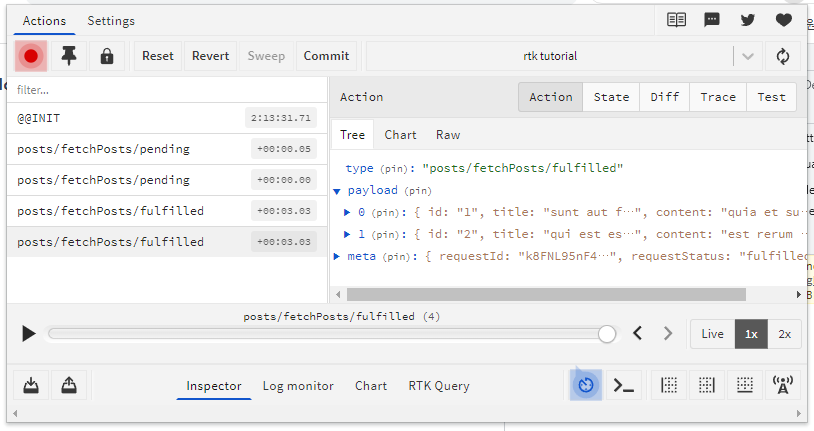 Actions Settings
Reset Revert Sweep Commit rtk tutorial
filter...
Action Action State Diff Trace Test
@@INIT 2:13:31.71
Tree Chart Raw
posts/fetchPosts/pending +00:00.05
type (pin): "posts/fetchPosts/fulfilled"
posts/fetchPosts/pending +00:00.00
payload (pin)
posts/fetchPosts/fulfilled +00:03.03
0 (pin): { id: "1", title: "sunt aut f…", content: "quia et su…
posts/fetchPosts/fulfilled +00:03.03
1 (pin): { id: "2", title: "qui est es…", content: "est rerum …
meta (pin): { requestId: "k8FNL95nF4…", requestStatus: "fulfilled
posts/fetchPosts/fulfilled (4)
Live 1x 2x
Inspector Log monitor Chart RTK Query